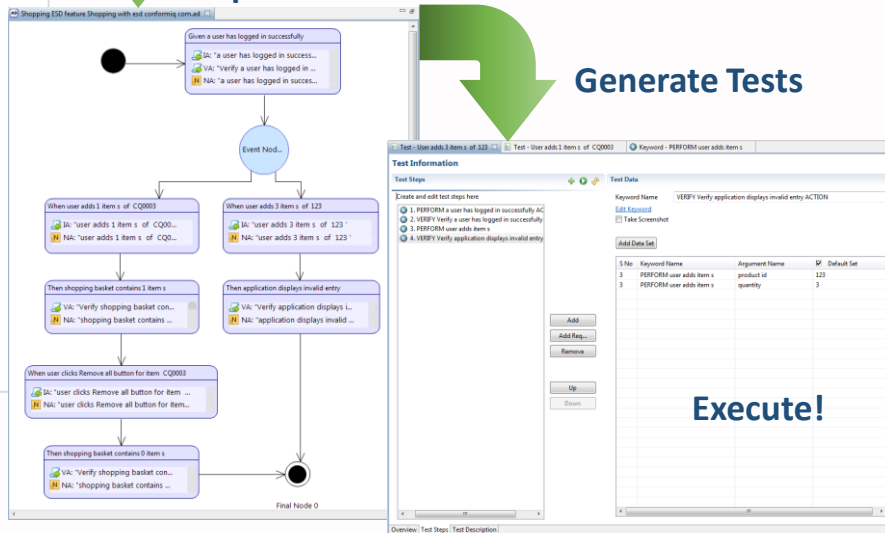 Shopping ESD feature Shopping with esd conformiq com.ad
Given a user has logged in successfully
IA: "a user has logged in success...
VA: "Verify a user has logged in ...
NA: "a user has logged in succes...
Event Nod...
When user adds 1 item s of CQ0003
IA: "user adds 1 item s of CQ00...
NA: "user adds 1 item s of CQ0...
When user adds 3 item s of 123
IA: "user adds 3 item s of 123 '
NA: "user adds 3 item s of 123 '
Then shopping basket contains 1 item s
VA: "Verify shopping basket con...
NA: "shopping basket contains ...
Then application displays invalid entry
VA: "Verify application displays i...
NA: "application displays invalid ...
When user clicks Remove all button for item CQ0003
IA: "user clicks Remove all button for item ...
NA: "user clicks Remove all button for item...
Then shopping basket contains 0 item s
VA: "Verify shopping basket con...
NA: "shopping basket contains ...
Final Node 0
Generate Tests
Test - User adds 3 item s of 123
Test - User adds 1 item s of CQ0003
Keyword - PERFORM user adds item s
Test Information
Test Steps
Create and edit test steps here
1. PERFORM a user has logged in successfully AC
2. VERIFY Verify a user has logged in successfully
3. PERFORM user adds item s
4. VERIFY Verify application displays invalid entry
Add
Add Req...
Remove
Up
Down
Test Data
Keyword Name VERIFY Verify application displays invalid entry ACTION
Edit Keyword
Take Screenshot
Add Data Set
S No Keyword Name Argument Name Default Set
3 PERFORM user adds item s product id 123
3 PERFORM user adds item s quantity 3
Execute!
Overview Test Steps Test Description